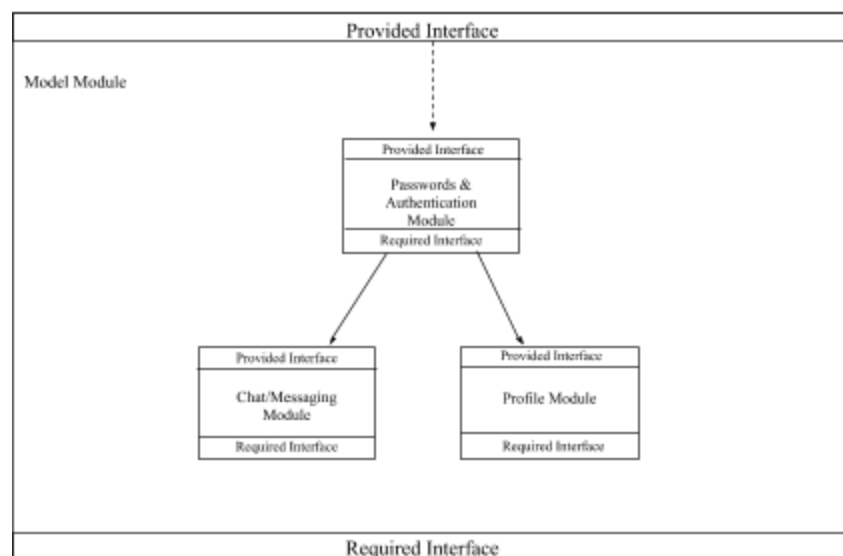 Provided Interface
Model Module
Provided Interface
Passwords &
Authentication
Module
Required Interface
Provided Interface
Chat/Messaging
Module
Required Interface
Provided Interface
Profile Module
Required Interface
Required Interface